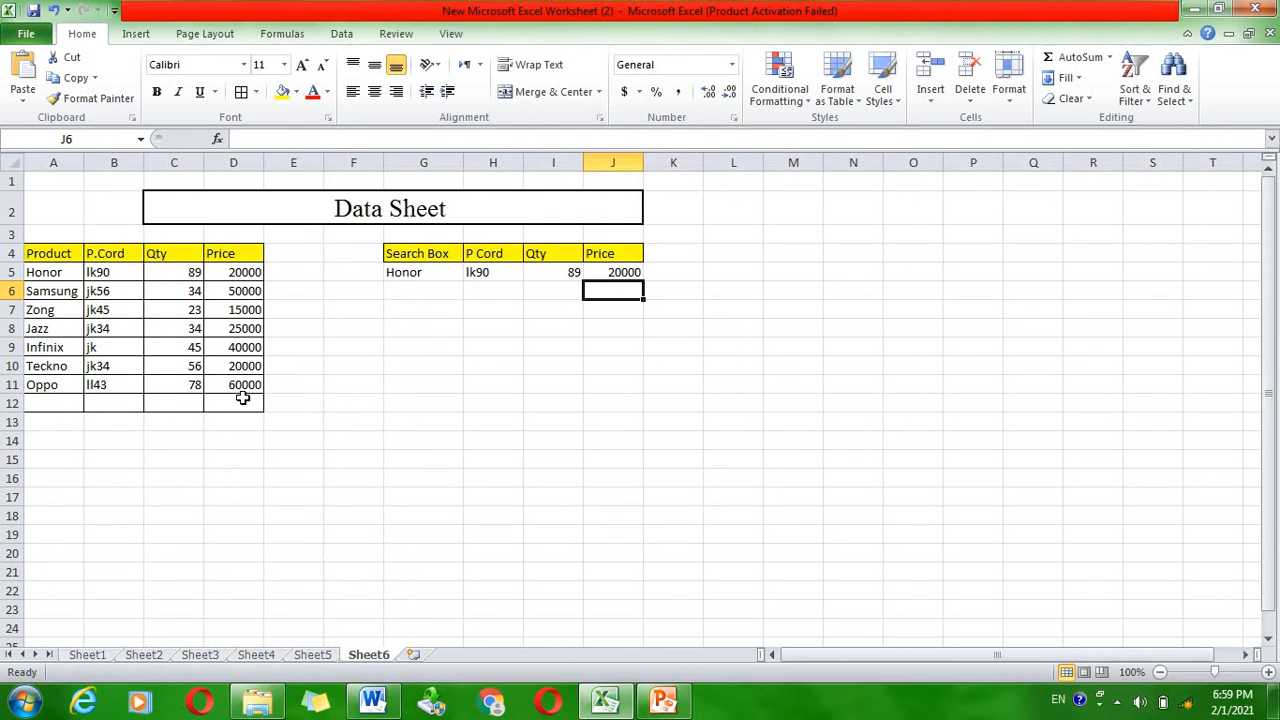 New Microsoft Excel Worksheet (2) - Microsoft Excel (Product Activation Failed)
File Home Insert Page Layout Formulas Data Review View
Paste Cut Copy Format Painter Clipboard
Calibri 11 A A B I U A Font
Wrap Text Merge & Center Alignment
General $ % , Number
Conditional Formatting Format as Table Cell Styles Styles
Insert Delete Format Cells
Σ AutoSum Fill Clear Sort & Filter Find & Select Editing
J6 fx
A B C D E F G H I J K L M N O P Q R S T
1
2 Data Sheet
3
4 Product P.Cord Qty Price Search Box P Cord Qty Price
5 Honor lk90 89 20000 Honor lk90 89 20000
6 Samsung jk56 34 50000
7 Zong jk45 23 15000
8 Jazz jk34 34 25000
9 Infinix jk 45 40000
10 Teckno jk34 56 20000
11 Oppo ll43 78 60000
12
13
14
15
16
17
18
19
20
21
22
23
24
Sheet1 Sheet2 Sheet3 Sheet4 Sheet5 Sheet6
Ready 100%
EN 6:59 PM
2/1/2021